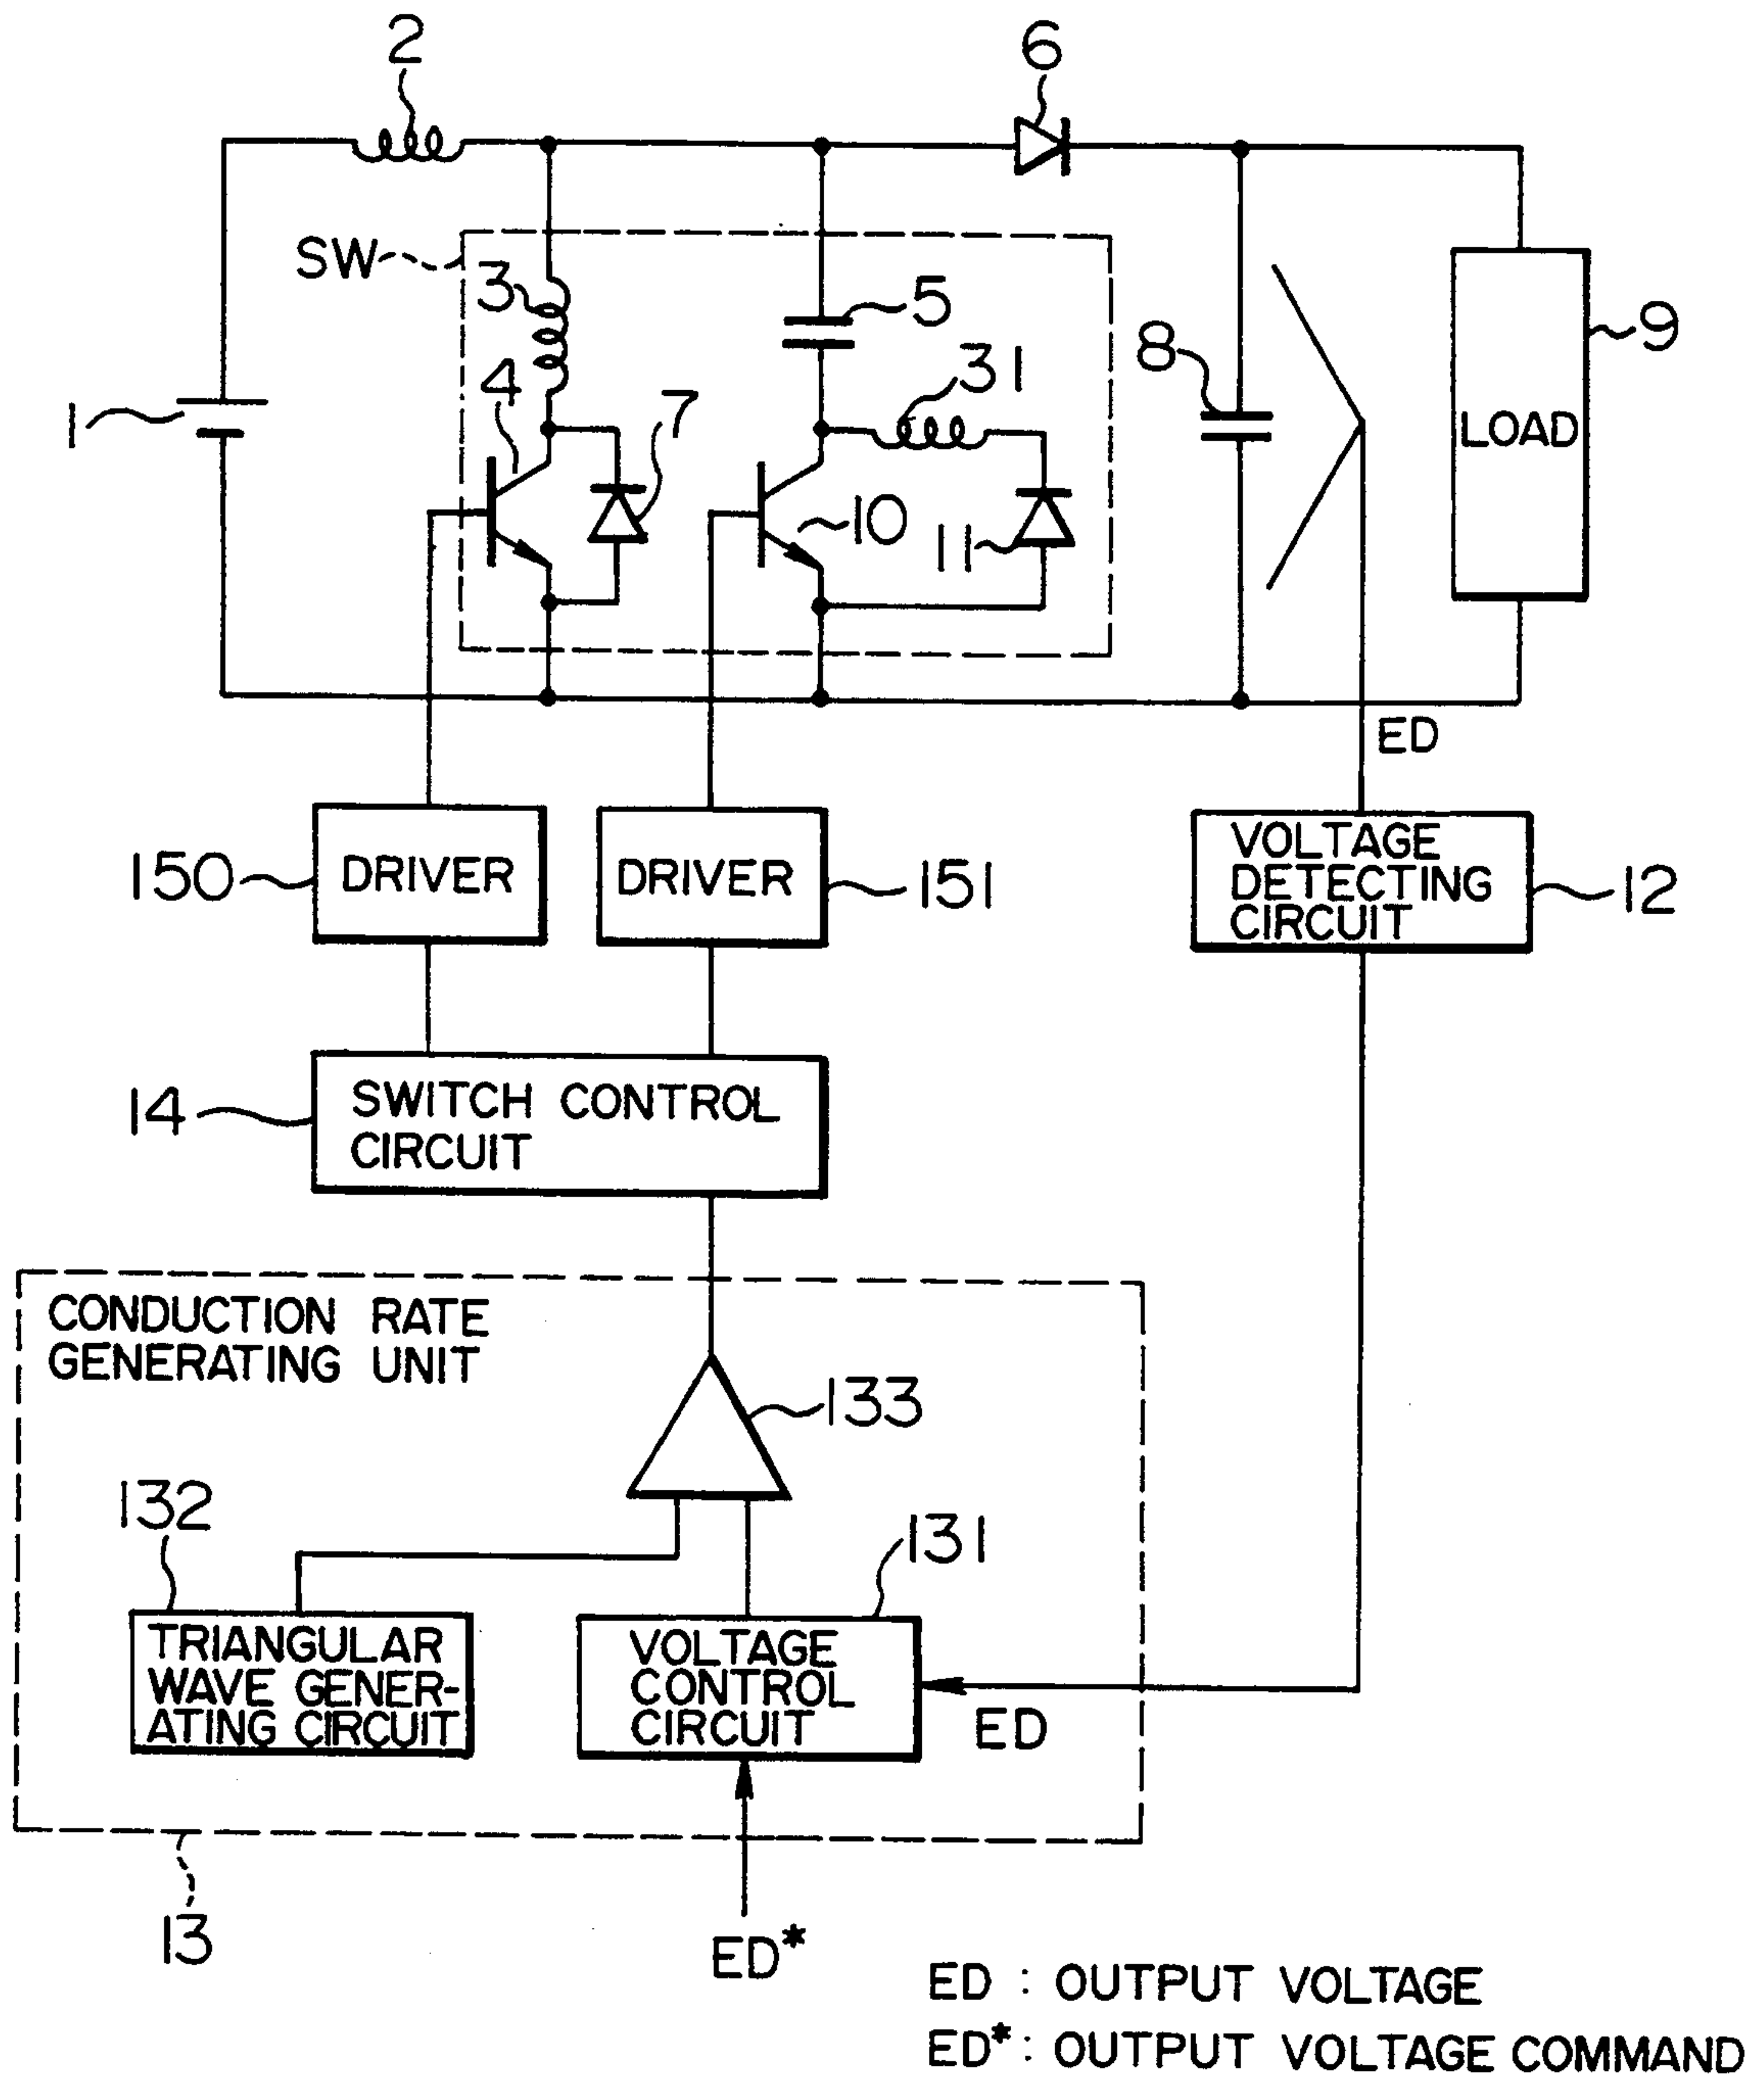 2
6
SW
3
5
31
4
7
8
9
1
LOAD
10
11
ED
150
DRIVER
DRIVER
151
VOLTAGE
DETECTING
CIRCUIT
12
14
SWITCH CONTROL
CIRCUIT
CONDUCTION RATE
GENERATING UNIT
133
132
131
TRIANGULAR
WAVE GENER-
ATING CIRCUIT
VOLTAGE
CONTROL
CIRCUIT
ED
13
ED*
ED : OUTPUT VOLTAGE
ED* : OUTPUT VOLTAGE COMMAND